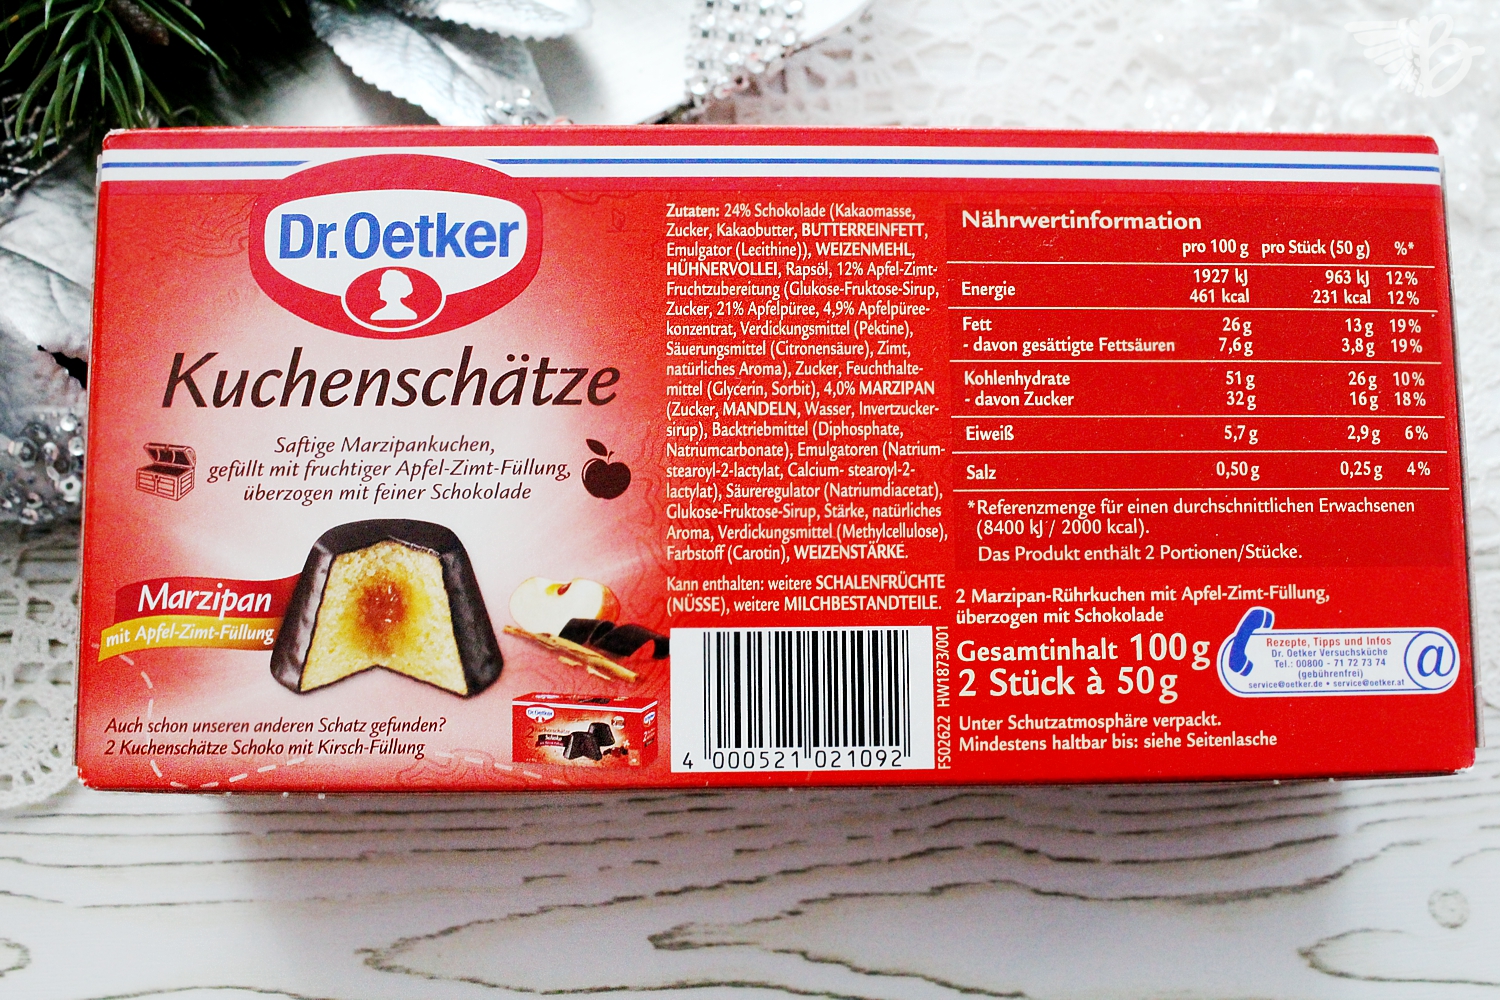 Dr. Oetker
Kuchenschätze
Saftige Marzipankuchen,
gefüllt mit fruchtiger Apfel-Zimt-Füllung,
überzogen mit feiner Schokolade
Marzipan
mit Apfel-Zimt-Füllung
Auch schon unseren anderen Schatz gefunden?
2 Kuchenschätze Schoko mit Kirsch-Füllung
Zutaten: 24% Schokolade (Kakaomasse,
Zucker, Kakaobutter, BUTTERREINFETT,
Emulgator (Lecithine)), WEIZENMEHL,
HÜHNERVOLLEI, Rapsöl, 12% Apfel-Zimt-
Fruchtzubereitung (Glukose-Fruktose-Sirup,
Zucker, 21% Apfelpüree, 4,9% Apfelpüree-
konzentrat, Verdickungsmittel (Pektine),
Säuerungsmittel (Citronensäure), Zimt,
natürliches Aroma), Zucker, Feuchthalte-
mittel (Glycerin, Sorbit), 4,0% MARZIPAN
(Zucker, MANDELN, Wasser, Invertzucker-
sirup), Backtriebmittel (Diphosphate,
Natriumcarbonate), Emulgatoren (Natrium-
stearoyl-2-lactylat, Calcium- stearoyl-2-
lactylat), Säureregulator (Natriumdiacetat),
Glukose-Fruktose-Sirup, Stärke, natürliches
Aroma, Verdickungsmittel (Methylcellulose),
Farbstoff (Carotin), WEIZENSTÄRKE.
Kann enthalten: weitere SCHALENFRÜCHTE
(NÜSSE), weitere MILCHBESTANDTEILE.
4 000521 021092
FS02622 HW1873/001
Nährwertinformation
pro 100 g pro Stück (50 g) %*
Energie 1927 kJ 963 kJ 12%
461 kcal 231 kcal 12%
Fett 26 g 13 g 19%
- davon gesättigte Fettsäuren 7,6 g 3,8 g 19%
Kohlenhydrate 51 g 26 g 10%
- davon Zucker 32 g 16 g 18%
Eiweiß 5,7 g 2,9 g 6%
Salz 0,50 g 0,25 g 4%
*Referenzmenge für einen durchschnittlichen Erwachsenen
(8400 kJ / 2000 kcal).
Das Produkt enthält 2 Portionen/Stücke.
2 Marzipan-Rührkuchen mit Apfel-Zimt-Füllung,
überzogen mit Schokolade
Gesamtinhalt 100 g
2 Stück à 50 g
Rezepte, Tipps und Infos
Dr. Oetker Versuchsküche
Tel.: 00800 - 71 72 73 74
(gebührenfrei)
service@oetker.de • service@oetker.at
@
Unter Schutzatmosphäre verpackt.
Mindestens haltbar bis: siehe Seitenlasche